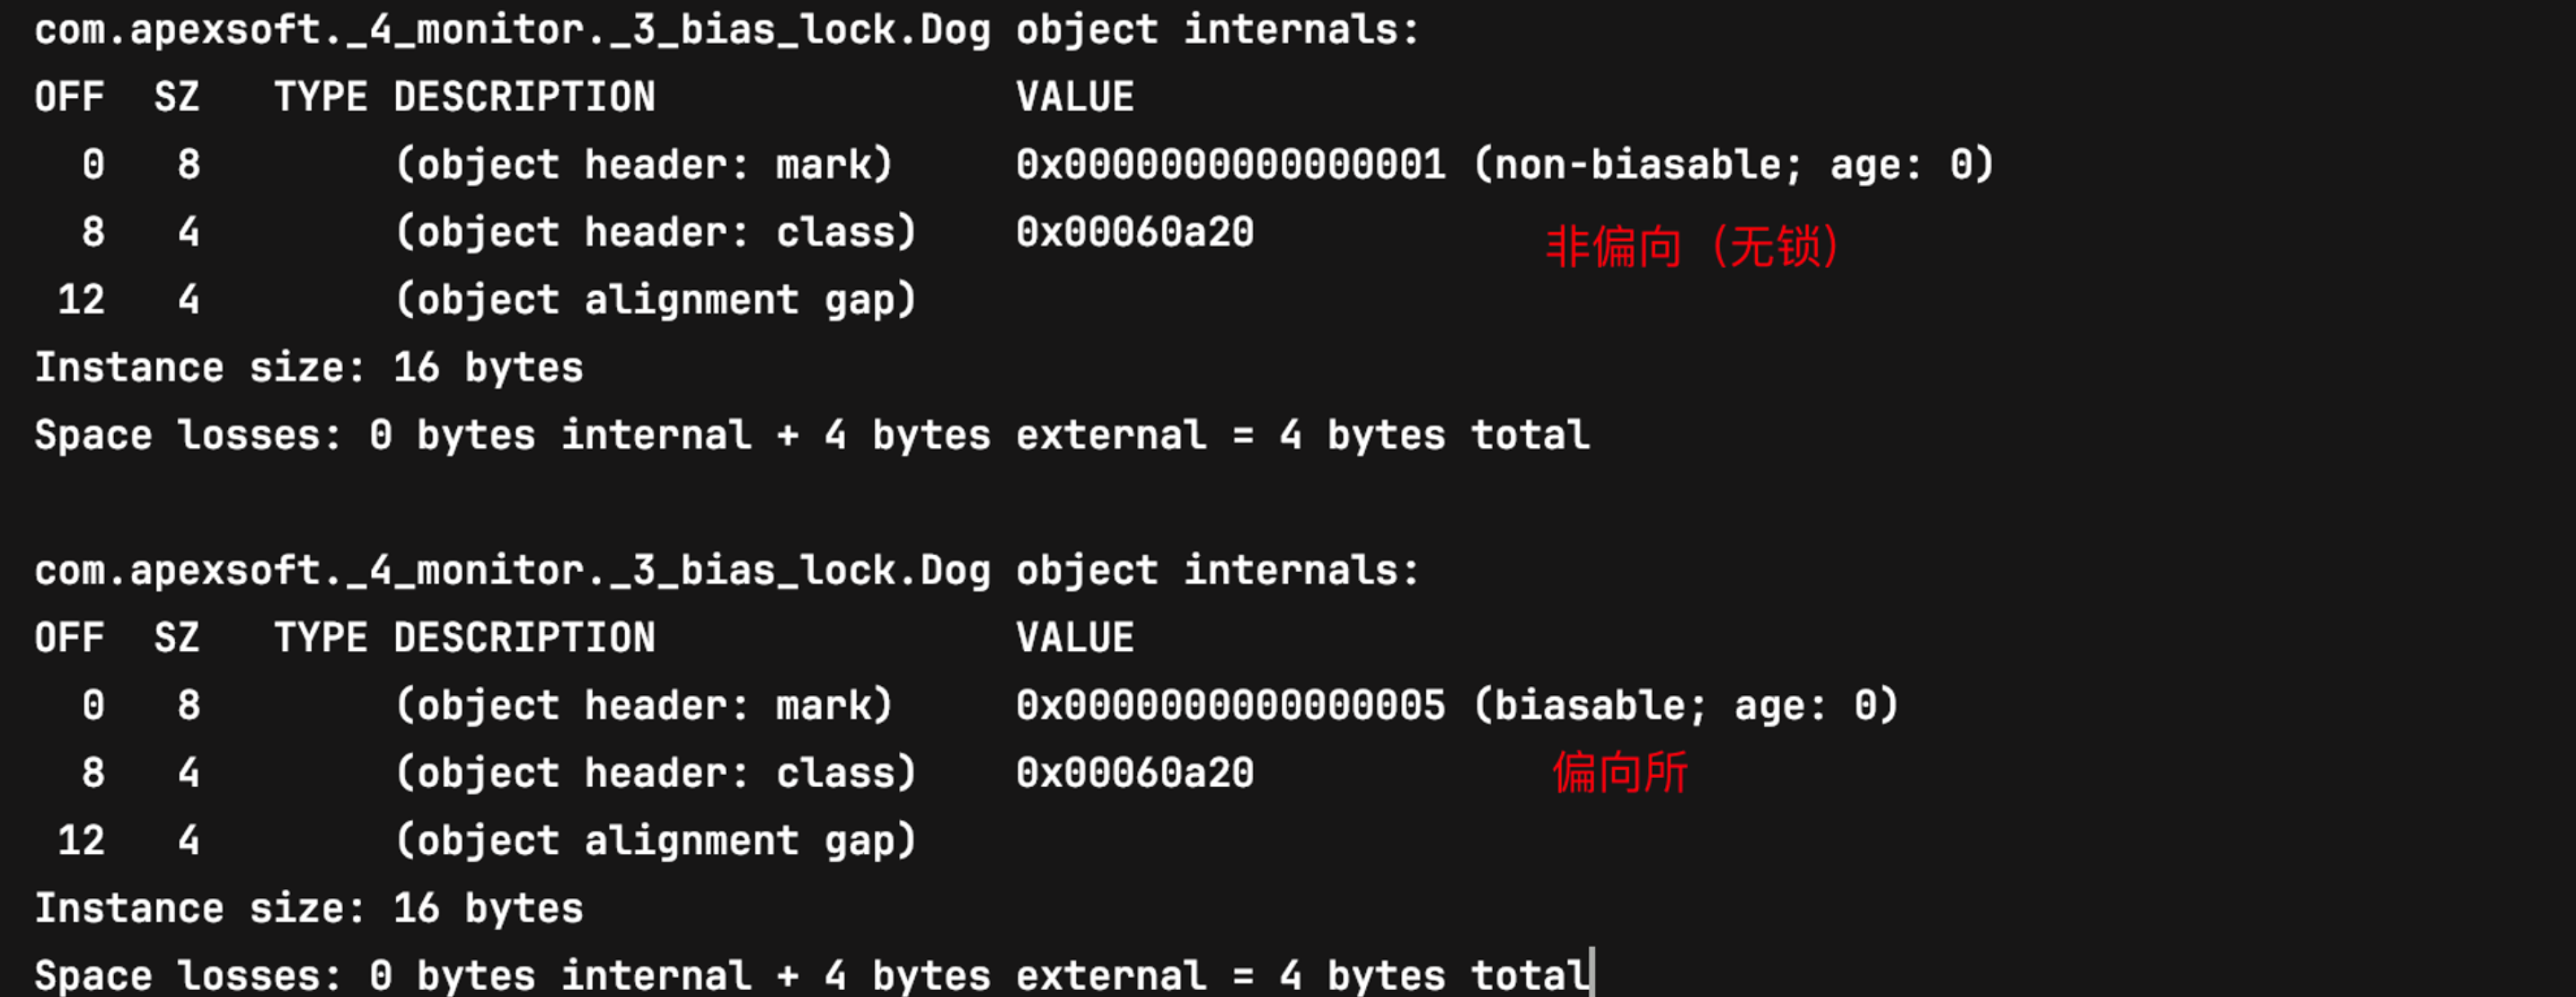 com.apexsoft._4_monitor._3_bias_lock.Dog object internals:
OFF  SZ   TYPE DESCRIPTION               VALUE
  0   8        (object header: mark)     0x0000000000000001 (non-biasable; age: 0)
  8   4        (object header: class)    0x00060a20
非偏向（无锁）
 12   4        (object alignment gap)
Instance size: 16 bytes
Space losses: 0 bytes internal + 4 bytes external = 4 bytes total
com.apexsoft._4_monitor._3_bias_lock.Dog object internals:
OFF  SZ   TYPE DESCRIPTION               VALUE
  0   8        (object header: mark)     0x0000000000000005 (biasable; age: 0)
  8   4        (object header: class)    0x00060a20
偏向所
 12   4        (object alignment gap)
Instance size: 16 bytes
Space losses: 0 bytes internal + 4 bytes external = 4 bytes total